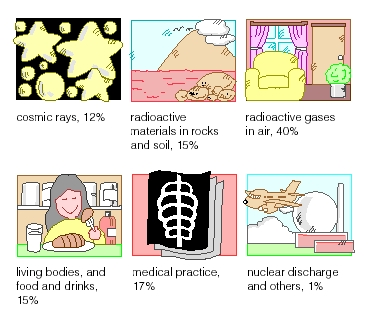 cosmic rays, 12%
radioactive
materials in rocks
and soil, 15%
radioactive gases
in air, 40%
living bodies, and
food and drinks,
15%
medical practice,
17%
nuclear discharge
and others, 1%